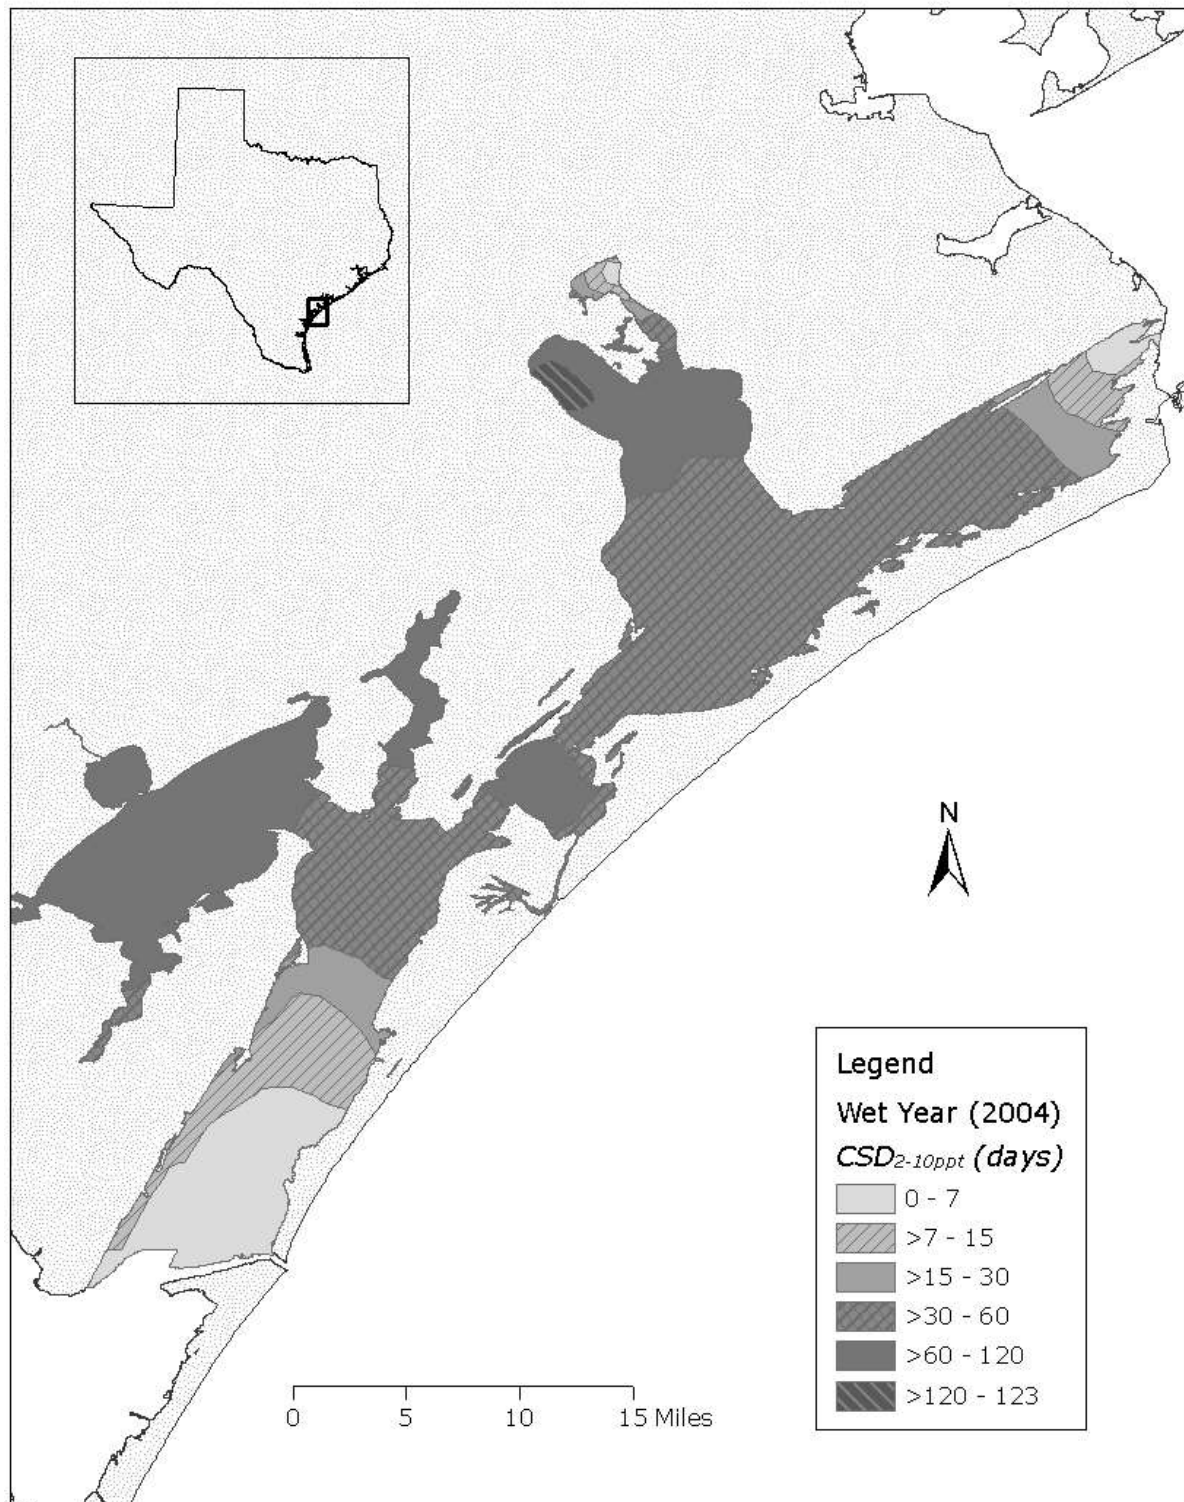 N
Legend
Wet Year (2004)
CSD2-10ppt (days)
0 - 7
>7 - 15
>15 - 30
>30 - 60
>60 - 120
>120 - 123
0 5 10 15 Miles